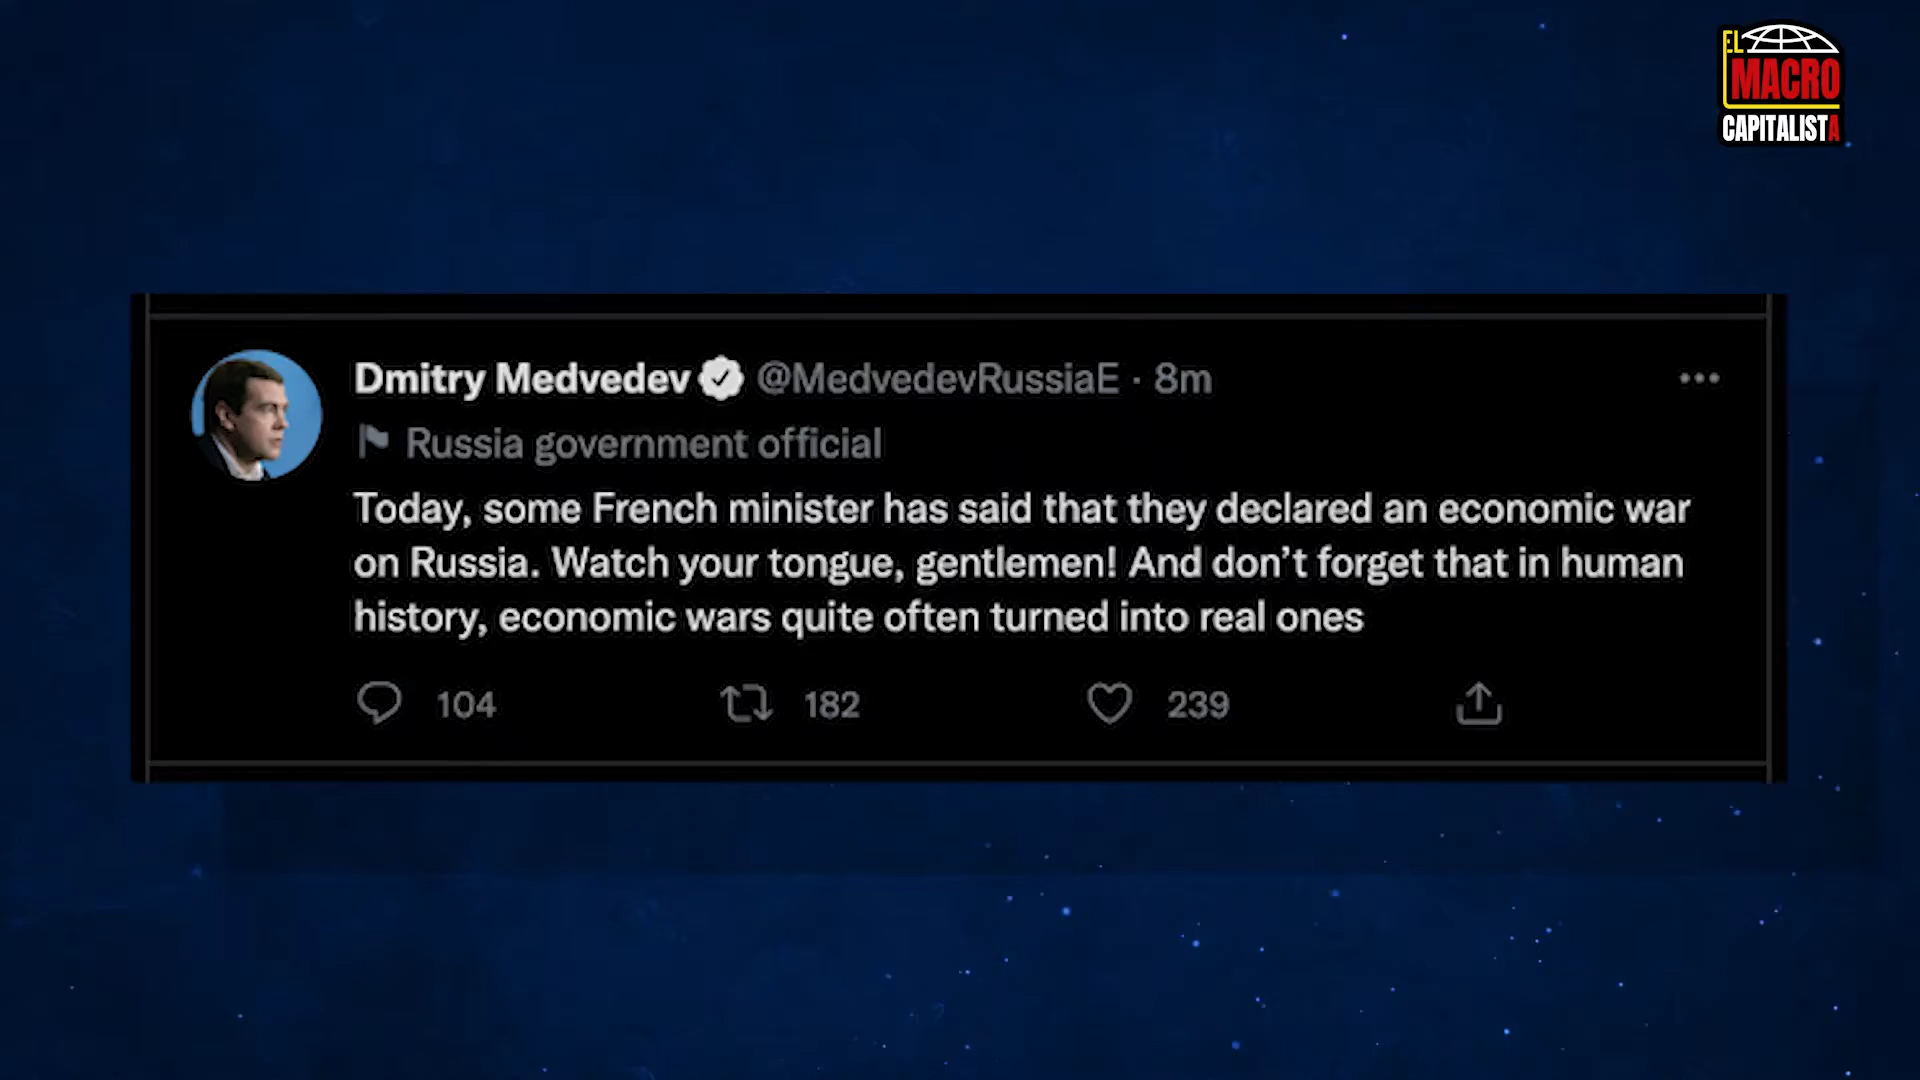 EL
MACRO
CAPITALISTA
Dmitry Medvedev @MedvedevRussiaE · 8m
Russia government official
Today, some French minister has said that they declared an economic war
on Russia. Watch your tongue, gentlemen! And don’t forget that in human
history, economic wars quite often turned into real ones
104 182 239